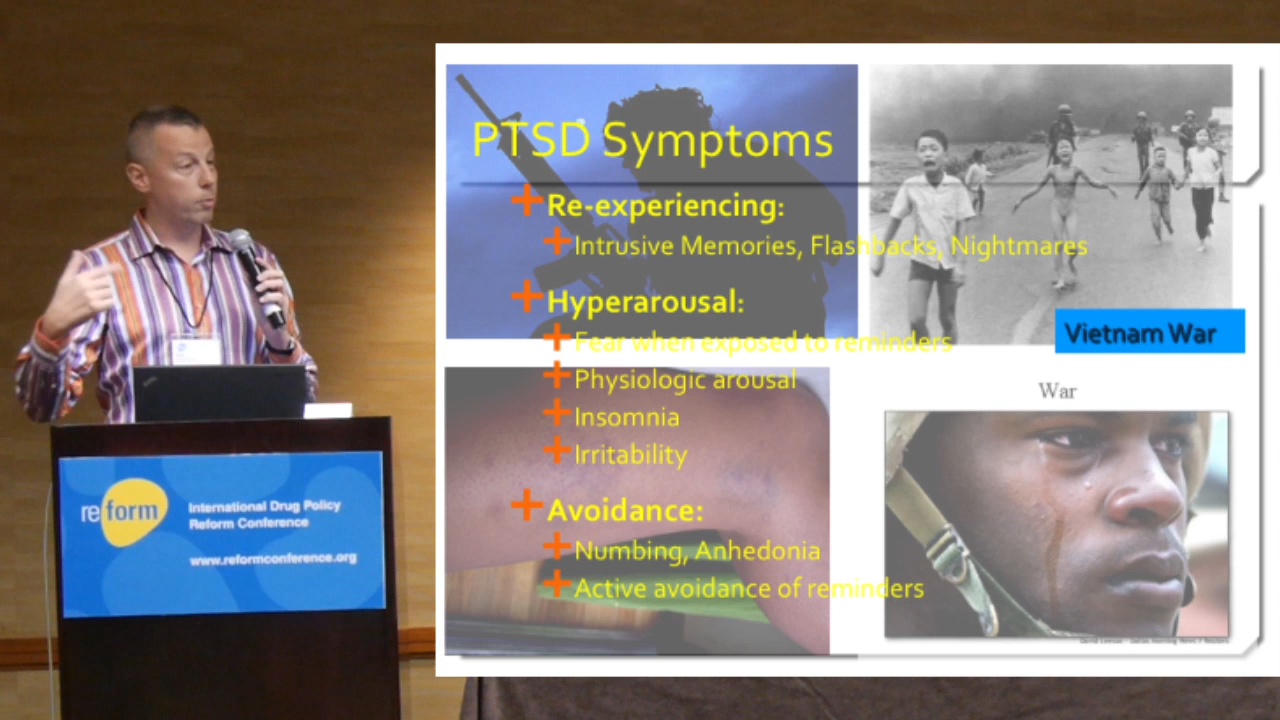 PTSD Symptoms
Re-experiencing:
Intrusive Memories, Flashbacks, Nightmares
Hyperarousal:
Fear when exposed to reminders
Physiologic arousal
Insomnia
Irritability
Avoidance:
Numbing, Anhedonia
Active avoidance of reminders
Vietnam War
War
re form
International Drug Policy
Reform Conference
www.reformconference.org